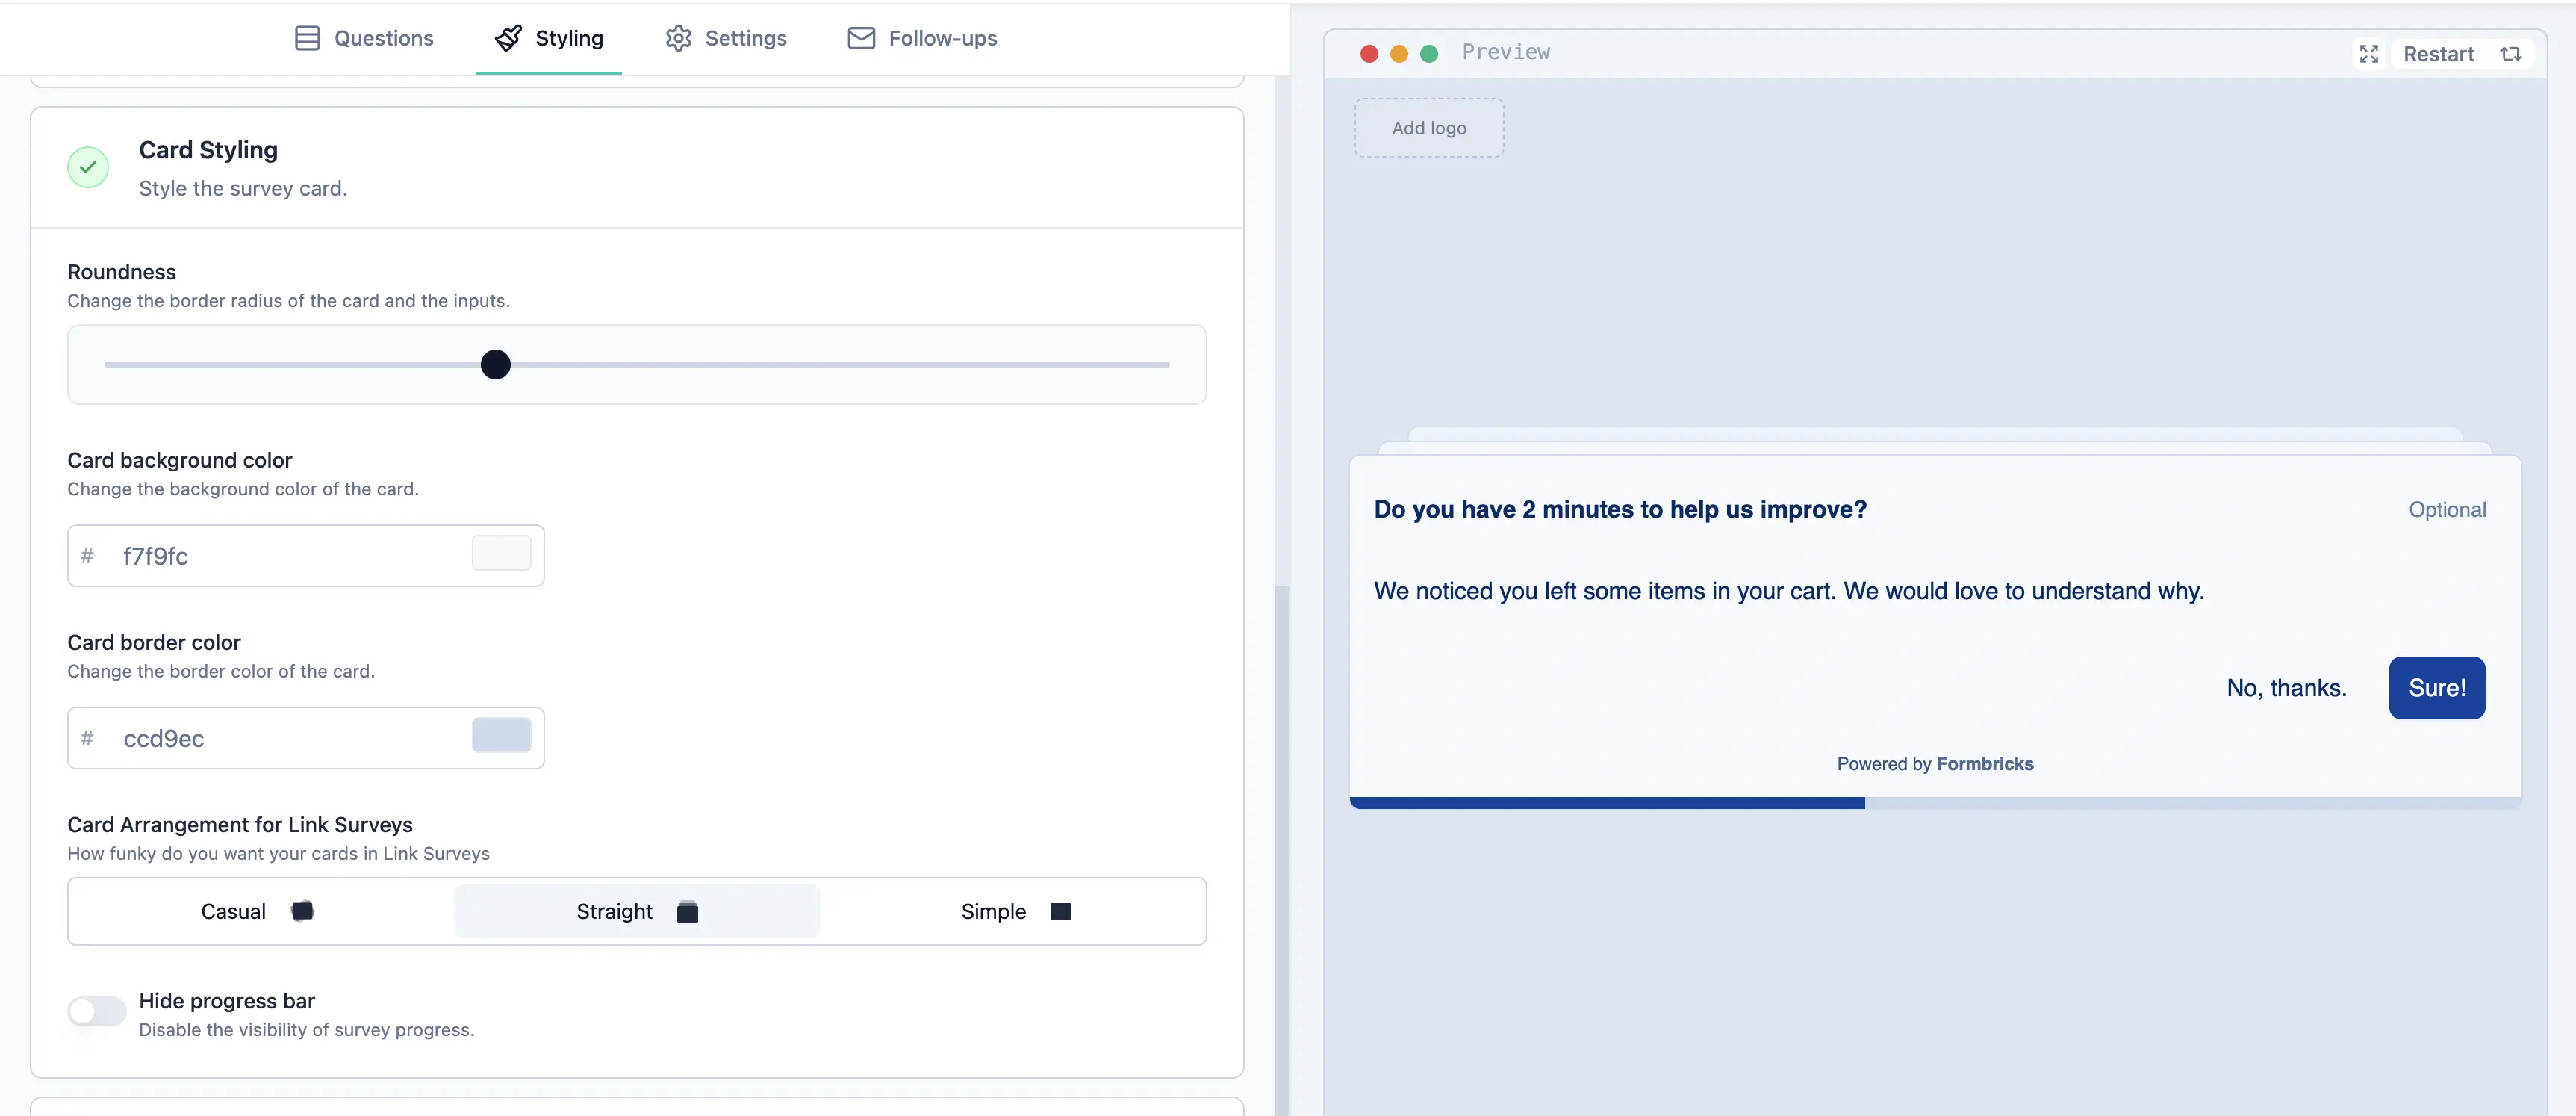 Questions
Styling
Settings
Follow-ups
Card Styling
Style the survey card.
Roundness
Change the border radius of the card and the inputs.
Card background color
Change the background color of the card.
# f7f9fc
Card border color
Change the border color of the card.
# ccd9ec
Card Arrangement for Link Surveys
How funky do you want your cards in Link Surveys
Casual
Straight
Simple
Hide progress bar
Disable the visibility of survey progress.
Preview
Restart
Add logo
Do you have 2 minutes to help us improve?
Optional
We noticed you left some items in your cart. We would love to understand why.
No, thanks.
Sure!
Powered by Formbricks